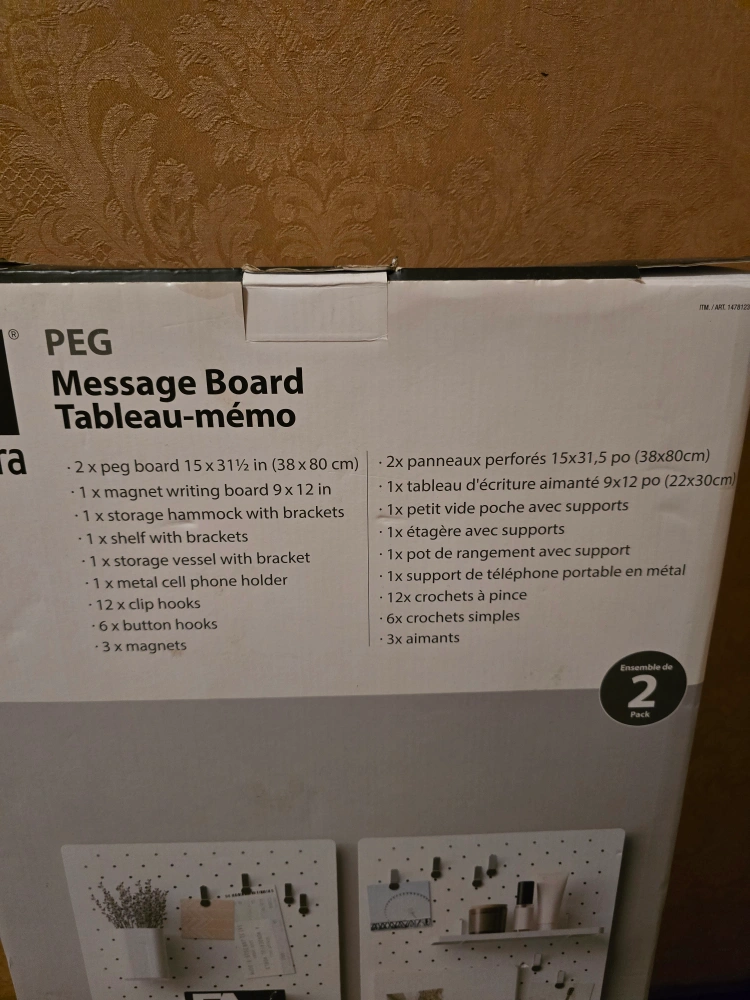 ITM. / ART. 1478123
®
PEG
Message Board
Tableau-mémo
ra
· 2 x peg board 15 x 31½ in (38 x 80 cm)
· 1 x magnet writing board 9 x 12 in
· 1 x storage hammock with brackets
· 1 x shelf with brackets
· 1 x storage vessel with bracket
· 1 x metal cell phone holder
· 12 x clip hooks
· 6 x button hooks
· 3 x magnets
· 2x panneaux perforés 15x31,5 po (38x80cm)
· 1x tableau d'écriture aimanté 9x12 po (22x30cm)
· 1x petit vide poche avec supports
· 1x étagère avec supports
· 1x pot de rangement avec support
· 1x support de téléphone portable en métal
· 12x crochets à pince
· 6x crochets simples
· 3x aimants
Ensemble de
2
Pack